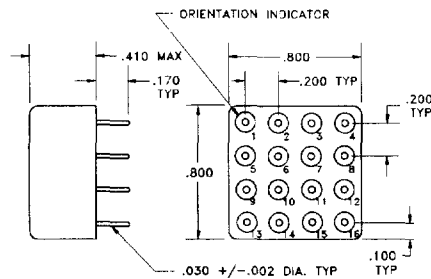 ORIENTATION INDICATOR
.410 MAX
.800
.170
TYP
.200 TYP
.200
TYP
1 2 3 4
.800
5 6 7 8
9 10 11 12
13 14 15 16
.100
TYP
.030 +/-.002 DIA. TYP